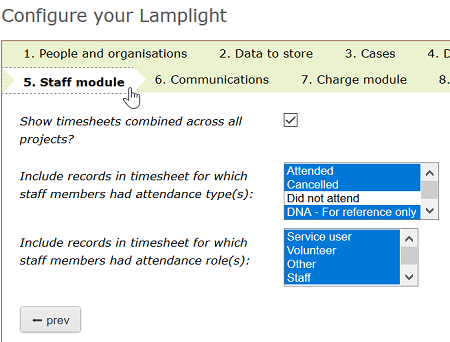 Configure your Lamplight
1. People and organisations 2. Data to store 3. Cases 4. D
5. Staff module 6. Communications 7. Charge module 8.
Show timesheets combined across all
projects?
Include records in timesheet for which
staff members had attendance type(s):
Attended
Cancelled
Did not attend
DNA - For reference only
Include records in timesheet for which
staff members had attendance role(s):
Service user
Volunteer
Other
Staff
← prev